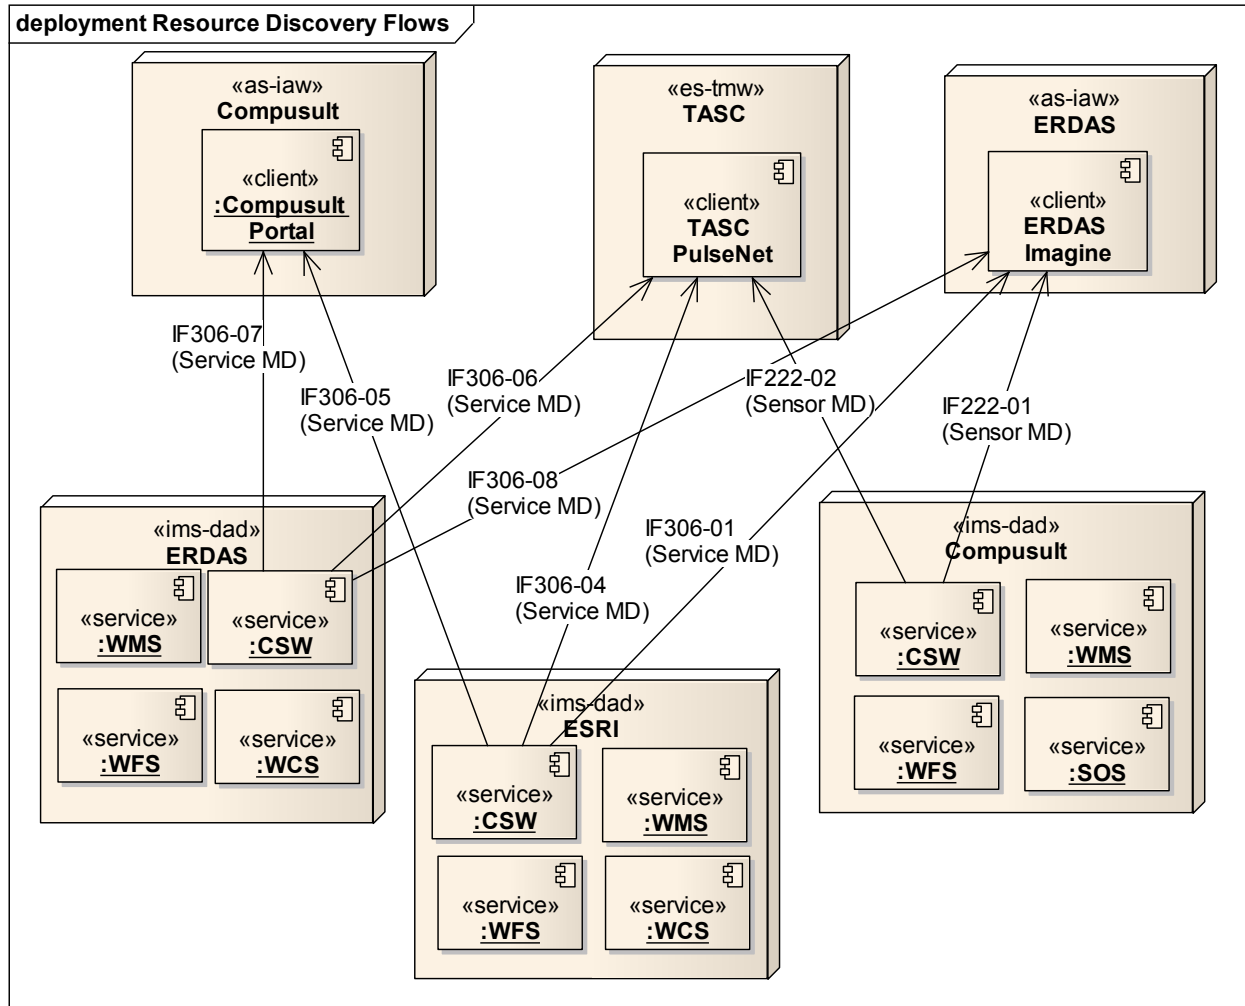 deployment Resource Discovery Flows
«as-iaw»
Compusult
«client»
:Compusult
Portal
«es-tmw»
TASC
«client»
TASC
PulseNet
«as-iaw»
ERDAS
«client»
ERDAS
Imagine
IF306-07
(Service MD)
IF306-05
(Service MD)
IF306-06
(Service MD)
IF222-02
(Sensor MD)
IF222-01
(Sensor MD)
IF306-08
(Service MD)
IF306-01
(Service MD)
IF306-04
(Service MD)
«ims-dad»
ERDAS
«service»
:WMS
«service»
:CSW
«service»
:WFS
«service»
:WCS
«ims-dad»
ESRI
«service»
:CSW
«service»
:WMS
«service»
:WFS
«service»
:WCS
«ims-dad»
Compusult
«service»
:CSW
«service»
:WMS
«service»
:WFS
«service»
:SOS